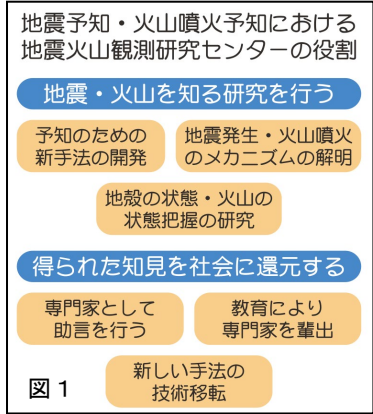 地震予知・火山噴火予知における
地震火山観測研究センターの役割
地震・火山を知る研究を行う
予知のための
新手法の開発
地震発生・火山噴火
のメカニズムの解明
地殻の状態・火山の
状態把握の研究
得られた知見を社会に還元する
専門家として
助言を行う
教育により
専門家を輩出
新しい手法の
技術移転
図1